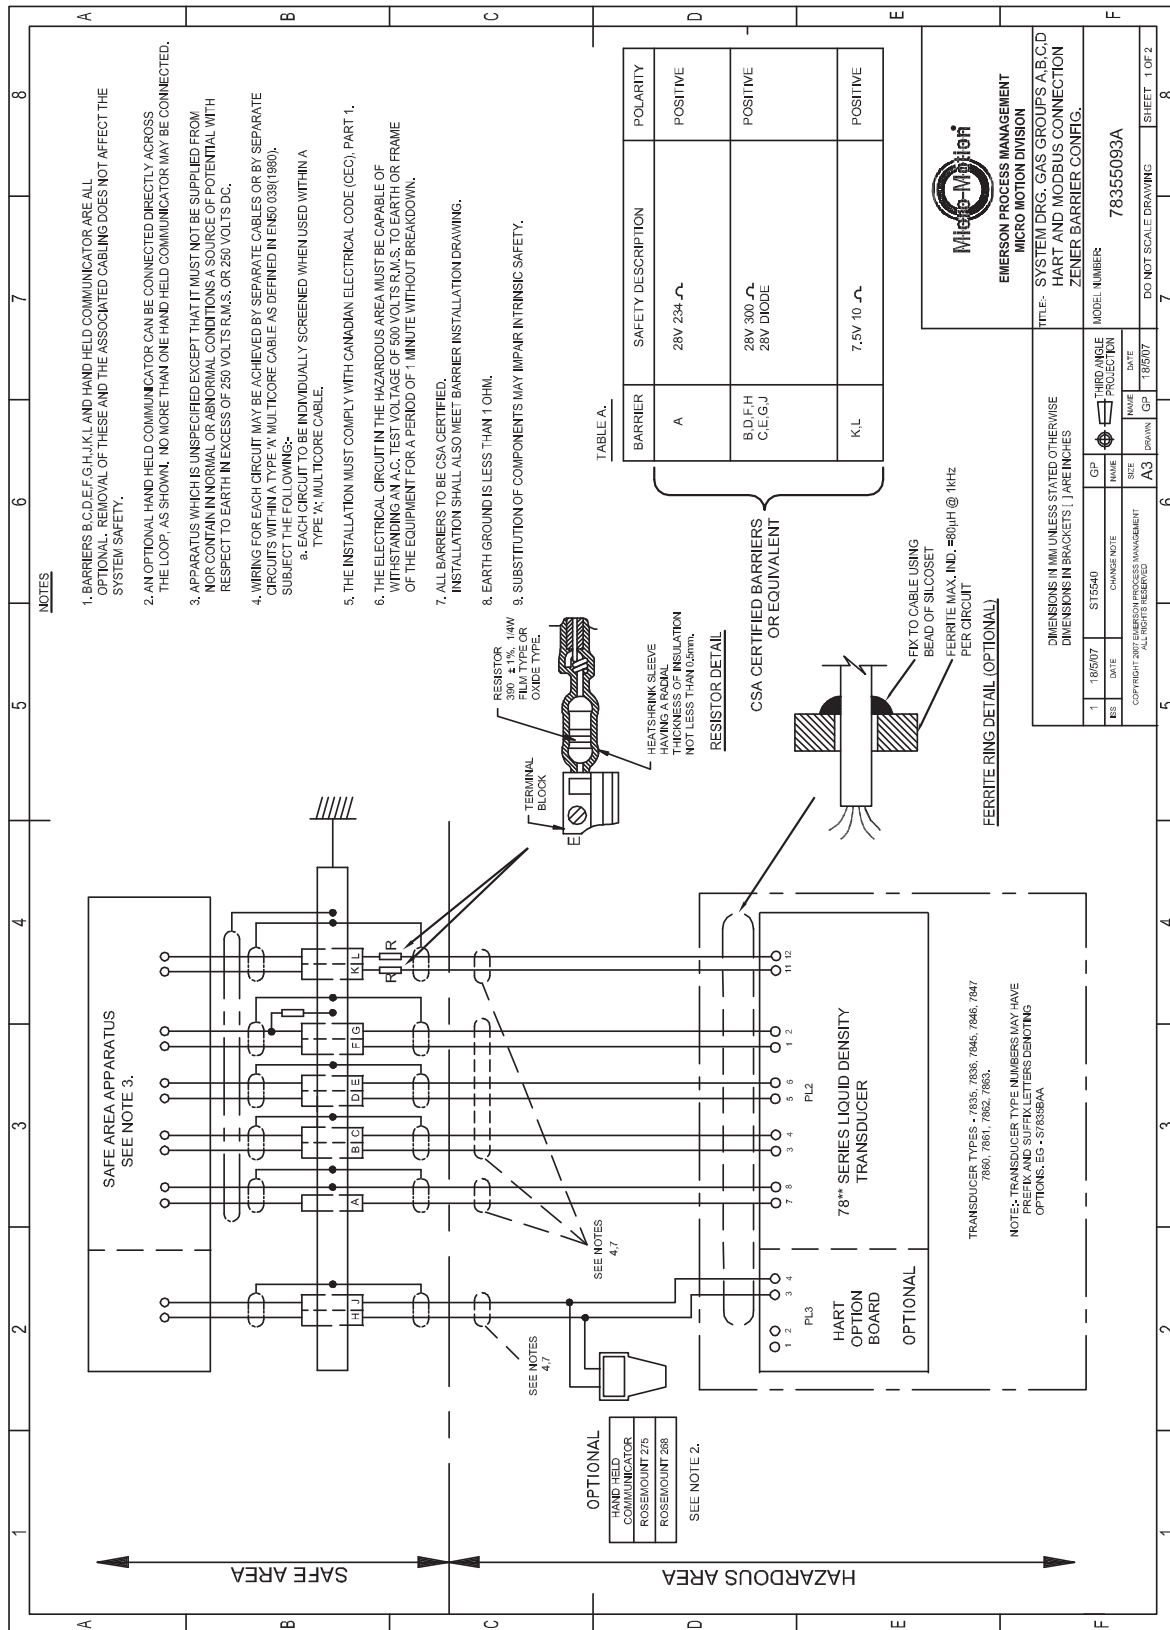 NOTES
1. BARRIERS B,C,D,E,F,G,H,J,K,L AND HAND HELD COMMUNICATOR ARE ALL
OPTIONAL. REMOVAL OF THESE AND THE ASSOCIATED CABLING DOES NOT AFFECT THE
SYSTEM SAFETY.
2. AN OPTIONAL HAND HELD COMMUNICATOR CAN BE CONNECTED DIRECTLY ACROSS
THE LOOP, AS SHOWN. NO MORE THAN ONE HAND HELD COMMUNICATOR MAY BE CONNECTED.
3. APPARATUS WHICH IS UNSPECIFIED EXCEPT THAT IT MUST NOT BE SUPPLIED FROM
NOR CONTAIN IN NORMAL OR ABNORMAL CONDITIONS A SOURCE OF POTENTIAL WITH
RESPECT TO EARTH IN EXCESS OF 250 VOLTS R.M.S. OR 250 VOLTS DC.
4. WIRING FOR EACH CIRCUIT MAY BE ACHIEVED BY SEPARATE CABLES OR BY SEPARATE
CIRCUITS WITHIN A TYPE 'A' MULTICORE CABLE AS DEFINED IN EN50 039(1980).
SUBJECT THE FOLLOWING:-
a. EACH CIRCUIT TO BE INDIVIDUALLY SCREENED WHEN USED WITHIN A
TYPE 'A'; MULTICORE CABLE.
5. THE INSTALLATION MUST COMPLY WITH CANADIAN ELECTRICAL CODE (CEC), PART 1.
6. THE ELECTRICAL CIRCUIT IN THE HAZARDOUS AREA MUST BE CAPABLE OF
WITHSTANDING AN A.C. TEST VOLTAGE OF 500 VOLTS R.M.S. TO EARTH OR FRAME
OF THE EQUIPMENT FOR A PERIOD OF 1 MINUTE WITHOUT BREAKDOWN.
7. ALL BARRIERS TO BE CSA CERTIFIED.
INSTALLATION SHALL ALSO MEET BARRIER INSTALLATION DRAWING.
8. EARTH GROUND IS LESS THAN 1 OHM.
9. SUBSTITUTION OF COMPONENTS MAY IMPAIR INTRINSIC SAFETY.
1 2 3 4 5 6 7 8
A B C D E F
SAFE AREA
HAZARDOUS AREA
SAFE AREA APPARATUS
SEE NOTE 3.
H J A B C D E F G K L
R R
SEE NOTES
4,7
SEE NOTES
4,7
OPTIONAL
HAND HELD
COMMUNICATOR
ROSEMOUNT 275
ROSEMOUNT 268
SEE NOTE 2.
1 2 3 4
PL3
7 8 3 4 5 6 1 2 11 12
PL2
HART
OPTION
BOARD
OPTIONAL
78** SERIES LIQUID DENSITY
TRANSDUCER
TRANSDUCER TYPES - 7835, 7836, 7845, 7846, 7847
7860, 7861, 7862, 7863.
NOTE:- TRANSDUCER TYPE NUMBERS MAY HAVE
PREFIX AND SUFFIX LETTERS DENOTING
OPTIONS. EG - S7835BAA
TERMINAL
BLOCK
E
RESISTOR
390 ± 1%, 1/4W
FILM TYPE OR
OXIDE TYPE.
HEATSHRINK SLEEVE
HAVING A RADIAL
THICKNESS OF INSULATION
NOT LESS THAN 0.5mm.
RESISTOR DETAIL
CSA CERTIFIED BARRIERS
OR EQUIVALENT
TABLE A.
BARRIER SAFETY DESCRIPTION POLARITY
A 28V 234 Ω POSITIVE
B,D,F,H 28V 300 Ω POSITIVE
C,E,G,J 28V DIODE
K,L 7.5V 10 Ω POSITIVE
FIX TO CABLE USING
BEAD OF SILCOSET
FERRITE MAX. IND. =80µH @ 1kHz
PER CIRCUIT
FERRITE RING DETAIL (OPTIONAL)
Micro Motion
EMERSON PROCESS MANAGEMENT
MICRO MOTION DIVISION
TITLE:- SYSTEM DRG. GAS GROUPS A,B,C,D
HART AND MODBUS CONNECTION
ZENER BARRIER CONFIG.
MODEL NUMBER:
78355093A
DO NOT SCALE DRAWING SHEET 1 OF 2
DIMENSIONS IN MM UNLESS STATED OTHERWISE
DIMENSIONS IN BRACKETS [ ] ARE INCHES
1 18/5/07 ST5540 GP
ISS DATE CHANGE NOTE NAME
THIRD ANGLE
PROJECTION
COPYRIGHT 2007 EMERSON PROCESS MANAGEMENT
ALL RIGHTS RESERVED
SIZE A3
DRAWN NAME GP DATE 18/5/07
1 2 3 4 5 6 7 8
A B C D E F